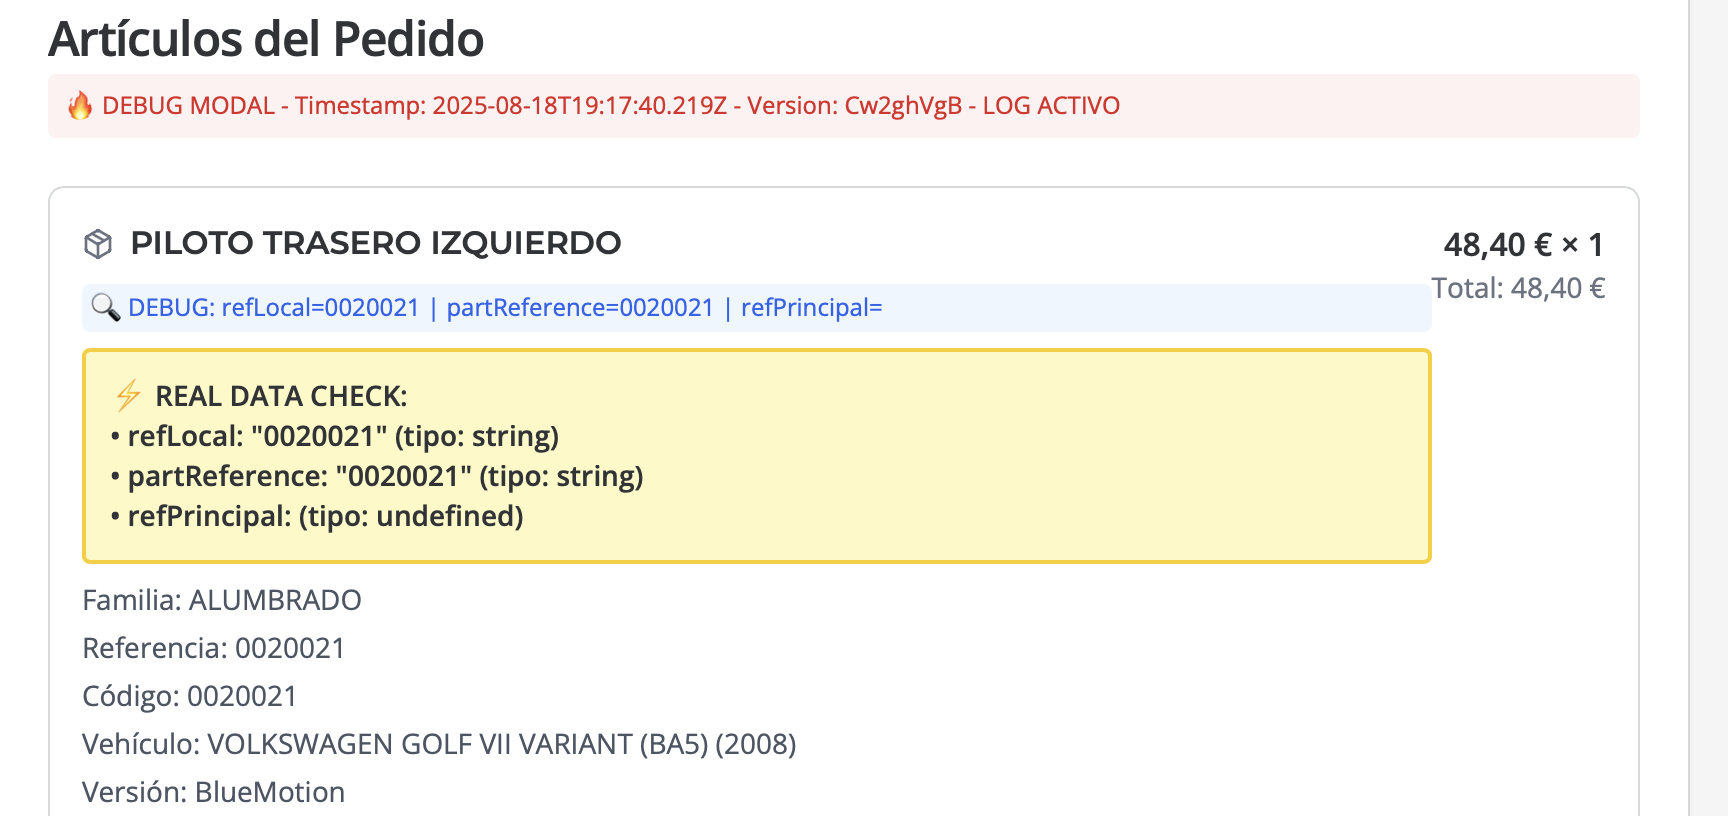 Artículos del Pedido
🔥 DEBUG MODAL - Timestamp: 2025-08-18T19:17:40.219Z - Version: Cw2ghVgB - LOG ACTIVO
PILOTO TRASERO IZQUIERDO
48,40 € × 1
Total: 48,40 €
🔍 DEBUG: refLocal=0020021 | partReference=0020021 | refPrincipal=
⚡ REAL DATA CHECK:
• refLocal: "0020021" (tipo: string)
• partReference: "0020021" (tipo: string)
• refPrincipal: (tipo: undefined)
Familia: ALUMBRADO
Referencia: 0020021
Código: 0020021
Vehículo: VOLKSWAGEN GOLF VII VARIANT (BA5) (2008)
Versión: BlueMotion